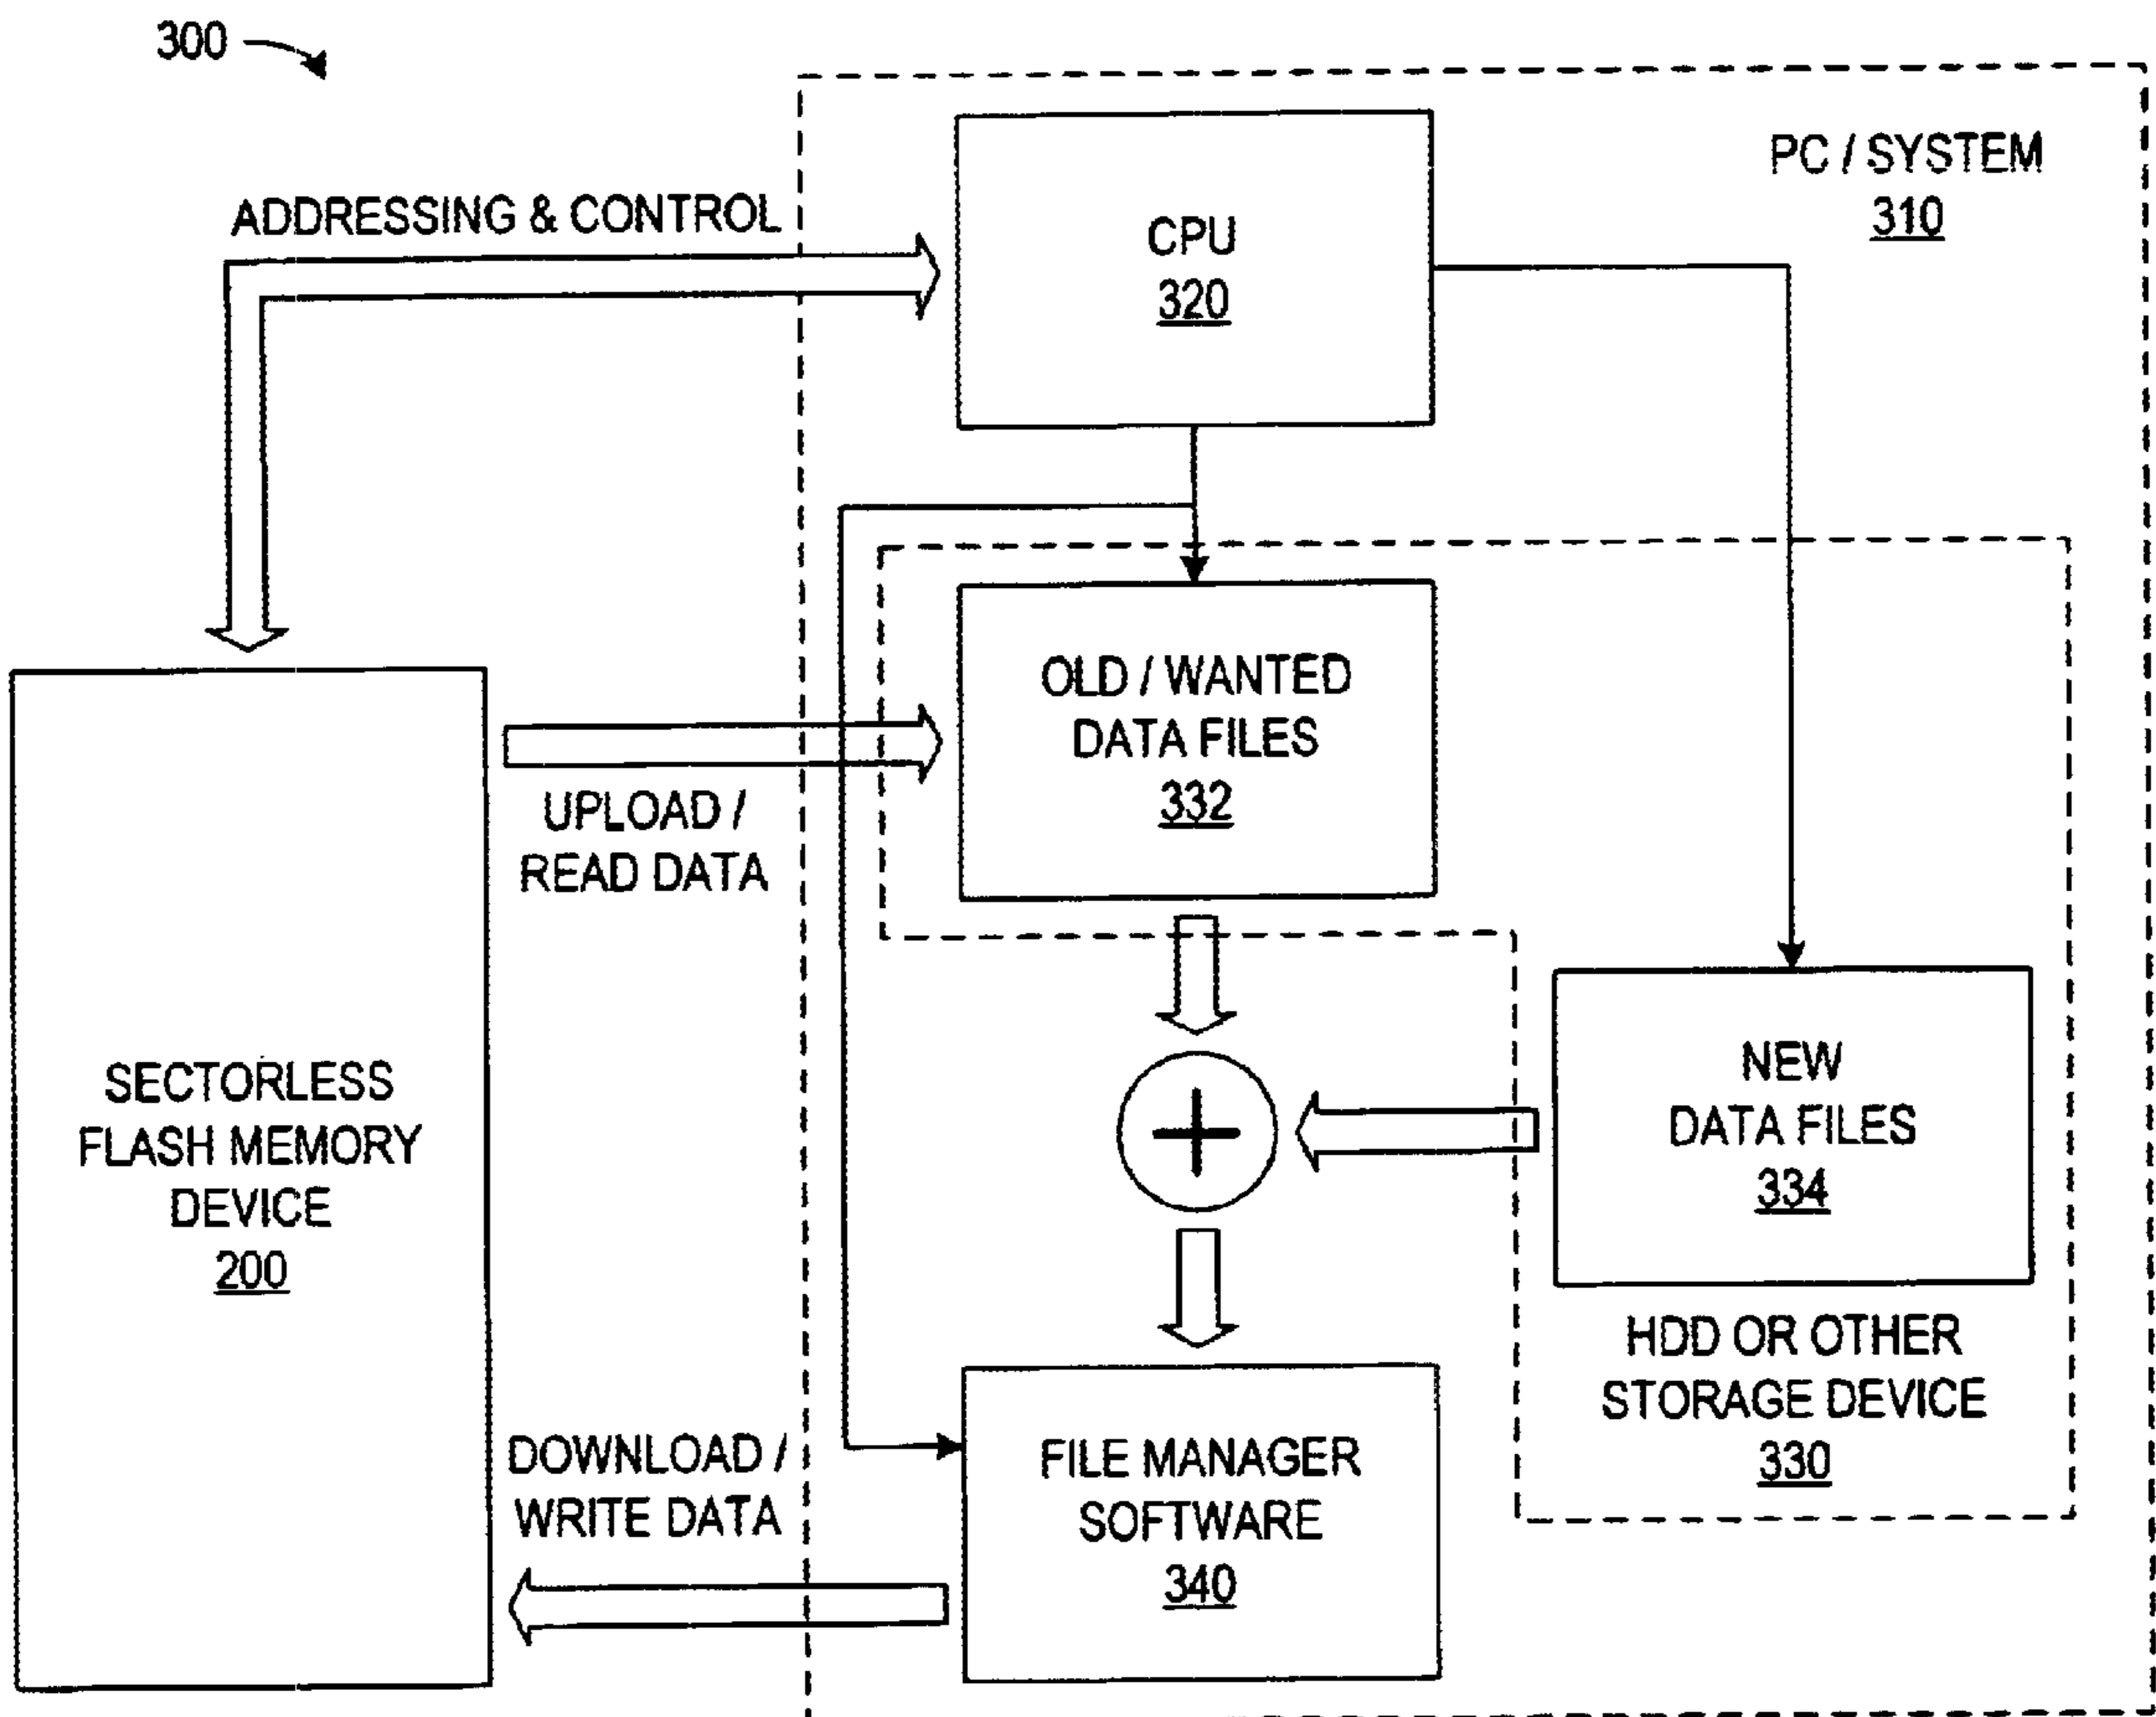 300
PC / SYSTEM
310
ADDRESSING & CONTROL
CPU
320
OLD / WANTED
DATA FILES
332
UPLOAD /
READ DATA
SECTORLESS
FLASH MEMORY
DEVICE
200
NEW
DATA FILES
334
HDD OR OTHER
STORAGE DEVICE
330
DOWNLOAD /
WRITE DATA
FILE MANAGER
SOFTWARE
340